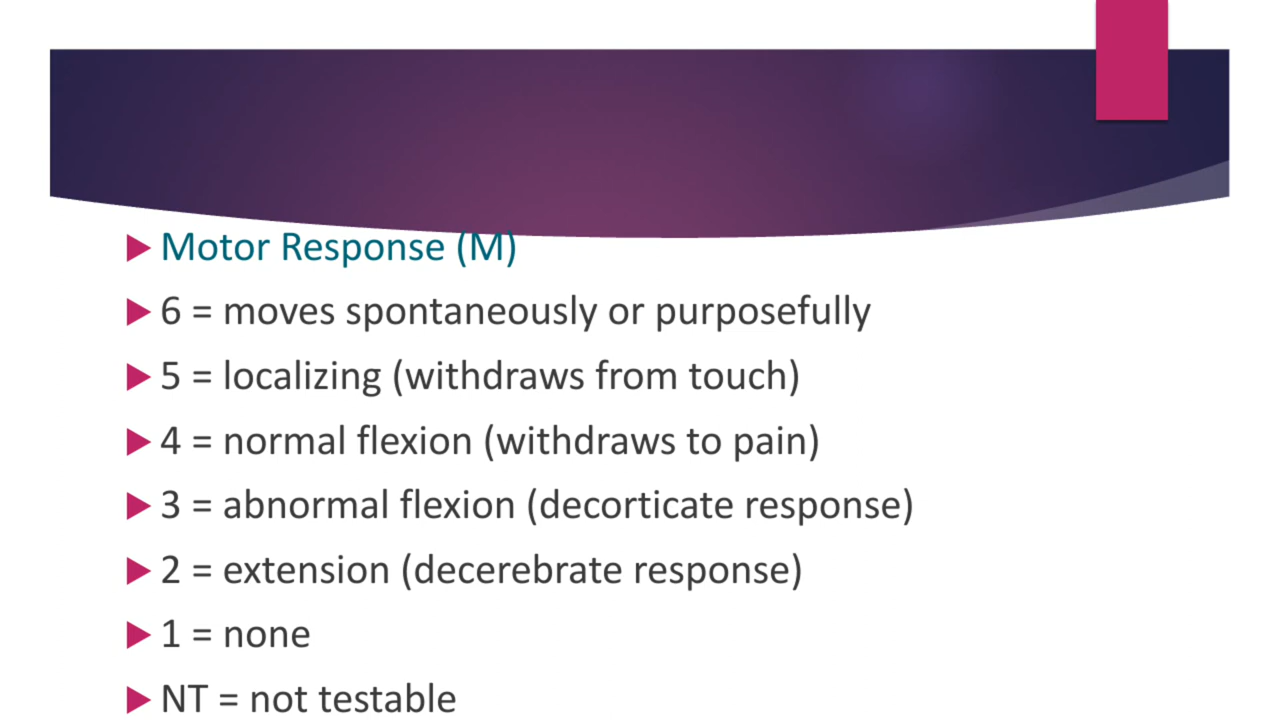 Motor Response (M)
6 = moves spontaneously or purposefully
5 = localizing (withdraws from touch)
4 = normal flexion (withdraws to pain)
3 = abnormal flexion (decorticate response)
2 = extension (decerebrate response)
1 = none
NT = not testable